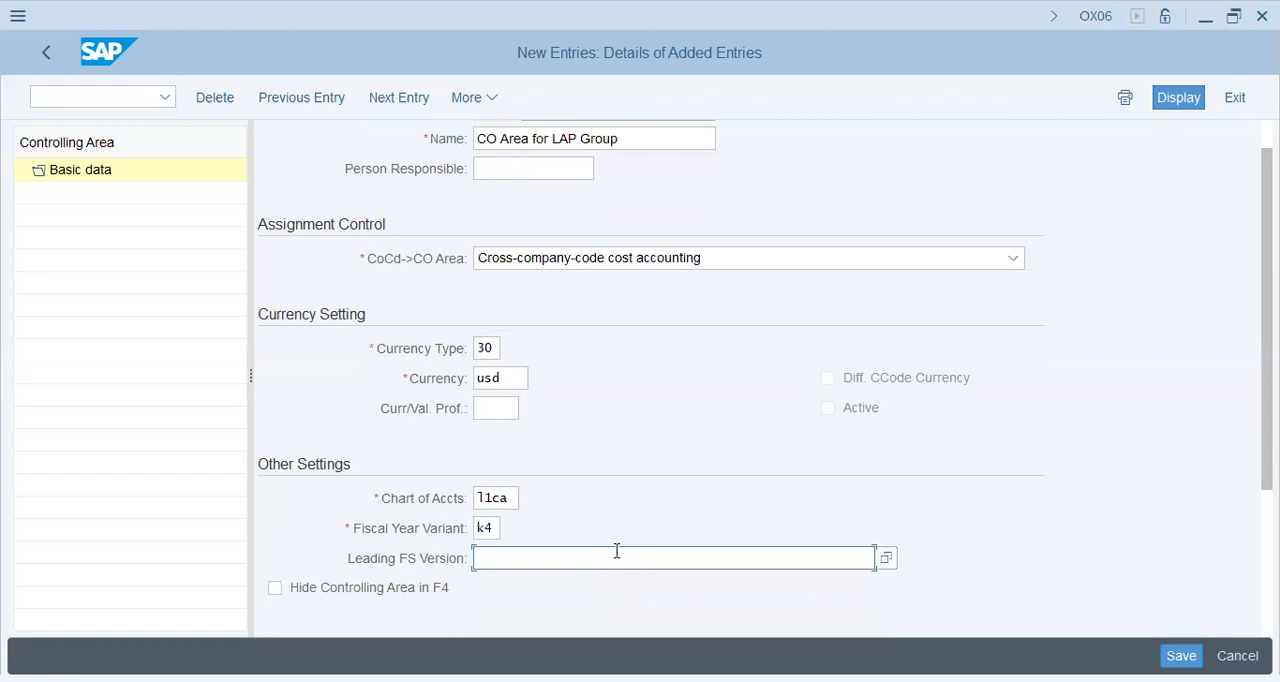 OX06
SAP New Entries: Details of Added Entries
Delete Previous Entry Next Entry More Display Exit
Controlling Area
Basic data
*Name: CO Area for LAP Group
Person Responsible:
Assignment Control
* CoCd->CO Area: Cross-company-code cost accounting
Currency Setting
* Currency Type: 30
*Currency: usd Diff. CCode Currency
Curr/Val. Prof.: Active
Other Settings
* Chart of Accts: l1ca
* Fiscal Year Variant: k4
Leading FS Version:
Hide Controlling Area in F4
Save Cancel